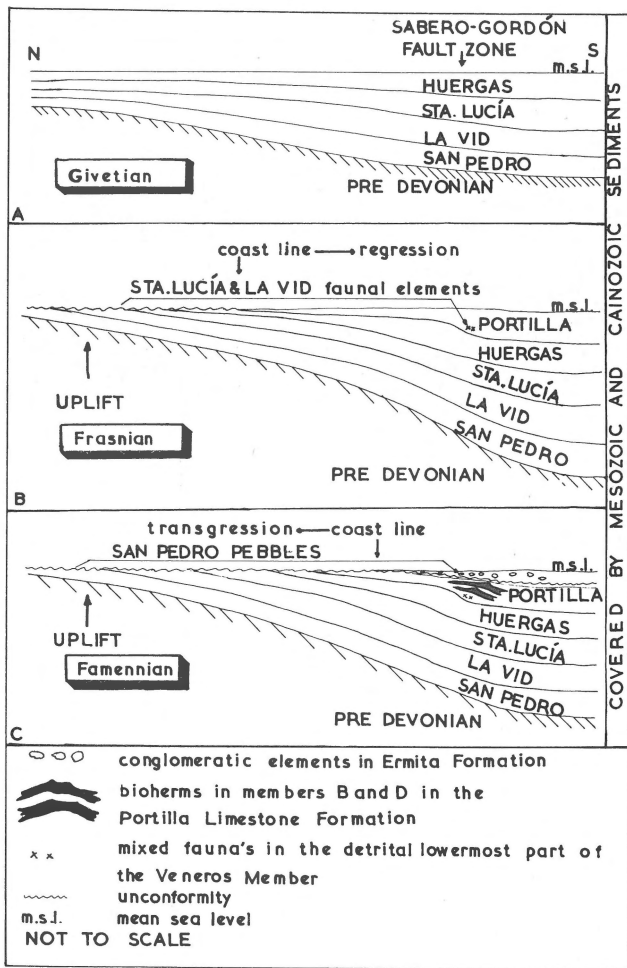 SABERO-GORDÓN
N FAULT ZONE S
m.s.l.
HUERGAS
STA. LUCÍA
LA VID
SAN PEDRO
Givetian
PRE DEVONIAN
A
coast line regression
STA.LUCÍA & LA VID faunal elements
m.s.l.
PORTILLA
HUERGAS
STA.LUCÍA
LA VID
SAN PEDRO
UPLIFT
Frasnian
PRE DEVONIAN
B
transgression coast line
SAN PEDRO PEBBLES
m.s.l.
PORTILLA
HUERGAS
STA.LUCÍA
LA VID
SAN PEDRO
UPLIFT
Famennian
PRE DEVONIAN
C
COVERED BY MESOZOIC AND CAINOZOIC SEDIMENTS
conglomeratic elements in Ermita Formation
bioherms in members B and D in the
Portilla Limestone Formation
mixed fauna's in the detrital lowermost part of
the Veneros Member
unconformity
m.s.l. mean sea level
NOT TO SCALE